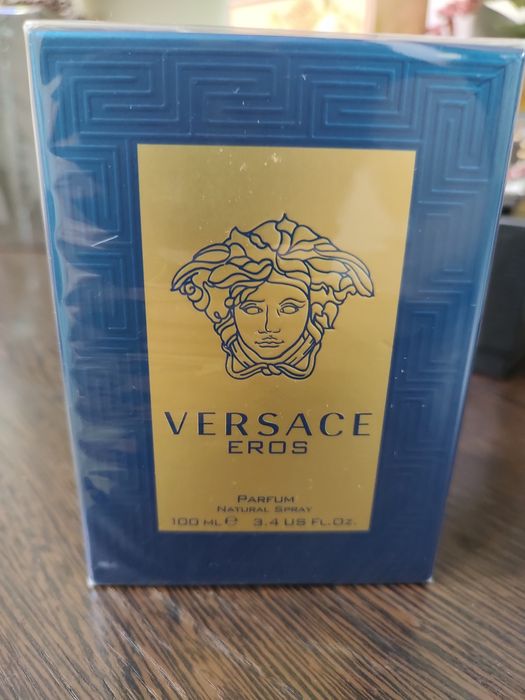 VERSACE
EROS
PARFUM
NATURAL SPRAY
100 ML ℮ 3.4 US FL.OZ.